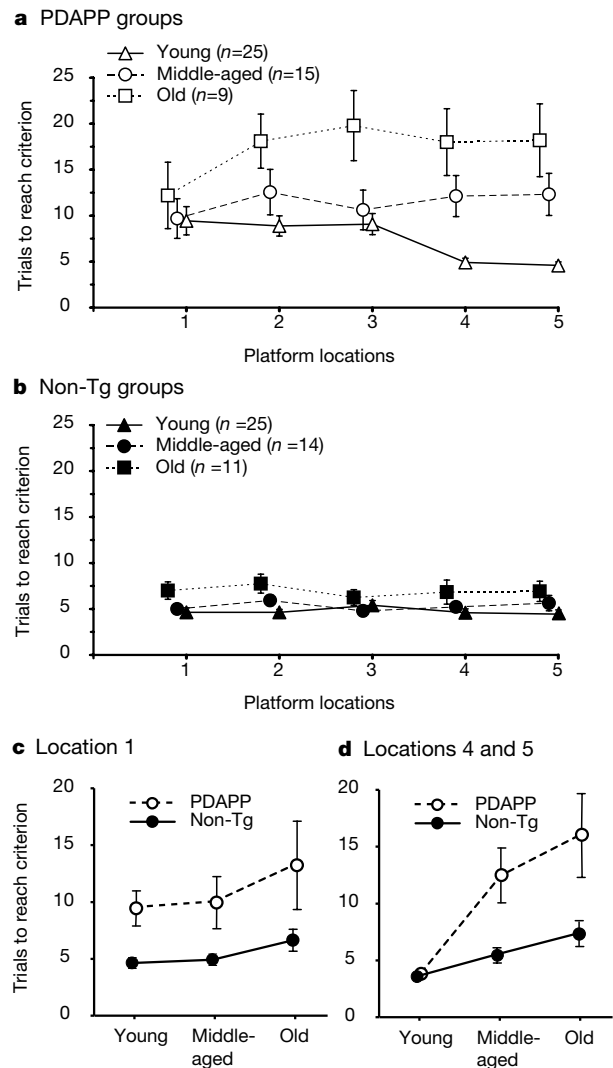 a PDAPP groups
Young (n=25)
Middle-aged (n=15)
Old (n=9)
25
20
15
10
5
0
Trials to reach criterion
1 2 3 4 5
Platform locations
b Non-Tg groups
Young (n =25)
Middle-aged (n =14)
Old (n =11)
25
20
15
10
5
0
Trials to reach criterion
1 2 3 4 5
Platform locations
c Location 1
PDAPP
Non-Tg
20
15
10
5
0
Trials to reach criterion
Young Middle-aged Old
d Locations 4 and 5
PDAPP
Non-Tg
20
15
10
5
0
Young Middle-aged Old